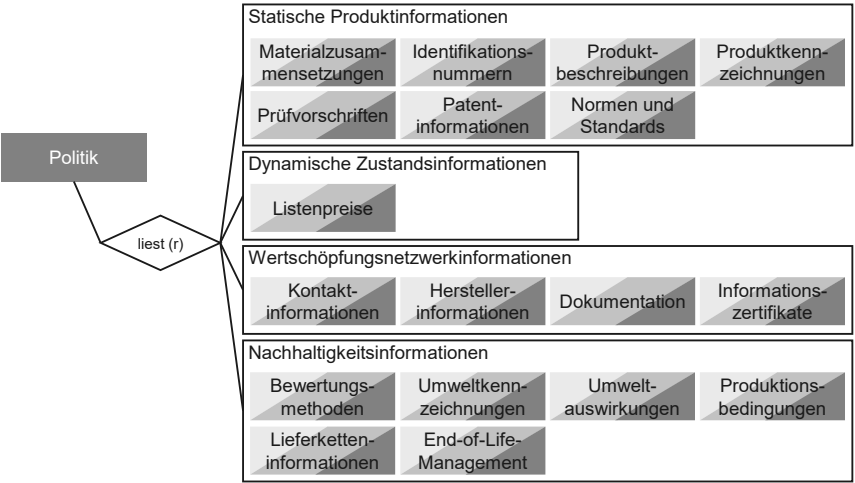 Statische Produktinformationen
Materialzusam-
mensetzungen
Identifikations-
nummern
Produkt-
beschreibungen
Produktkenn-
zeichnungen
Prüfvorschriften
Patent-
informationen
Normen und
Standards
Politik
liest (r)
Dynamische Zustandsinformationen
Listenpreise
Wertschöpfungsnetzwerkinformationen
Kontakt-
informationen
Hersteller-
informationen
Dokumentation
Informations-
zertifikate
Nachhaltigkeitsinformationen
Bewertungs-
methoden
Umweltkenn-
zeichnungen
Umwelt-
auswirkungen
Produktions-
bedingungen
Lieferketten-
informationen
End-of-Life-
Management